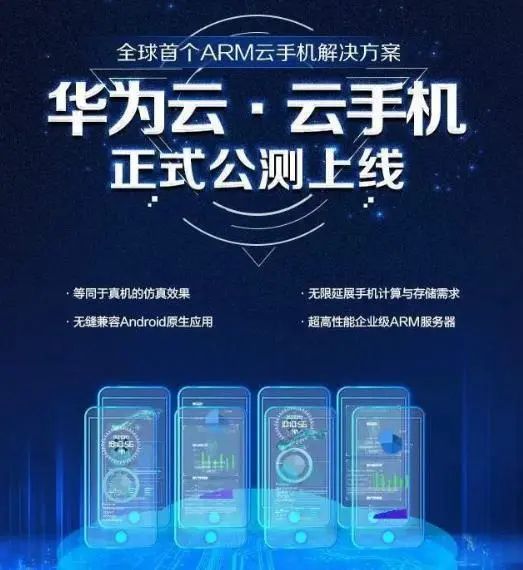 全球首个ARM云手机解决方案
华为云·云手机
正式公测上线
·等同于真机的仿真效果
·无限延展手机计算与存储需求
·无缝兼容Android原生应用
·超高性能企业级ARM服务器